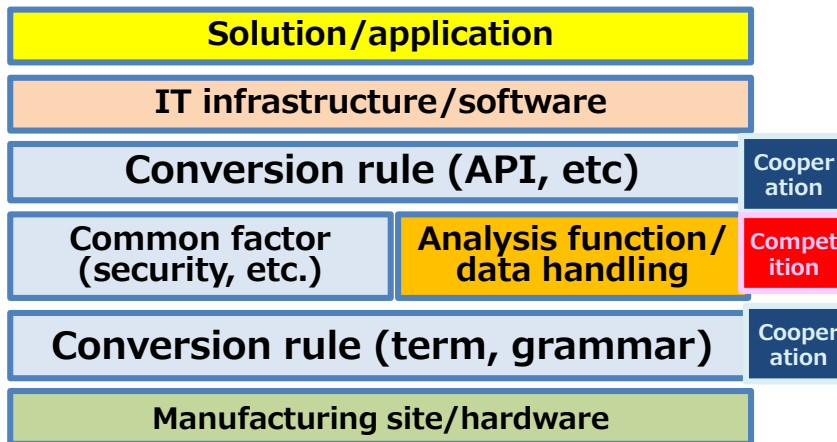 Solution/application
IT infrastructure/software
Conversion rule (API, etc)
Cooper
ation
Common factor
(security, etc.)
Analysis function/
data handling
Compet
ition
Conversion rule (term, grammar)
Cooper
ation
Manufacturing site/hardware